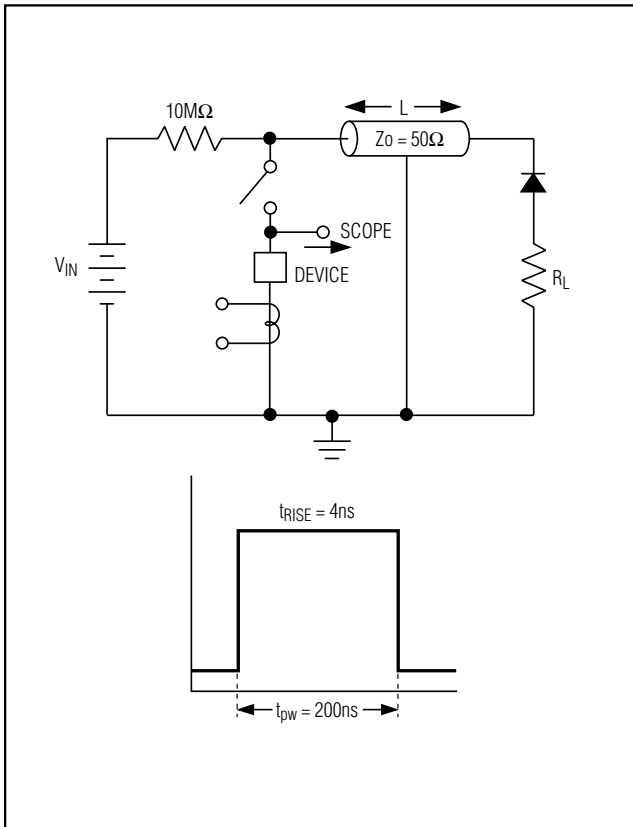 10MΩ
L
Zo = 50Ω
SCOPE
VIN
DEVICE
RL
tRISE = 4ns
tpw = 200ns